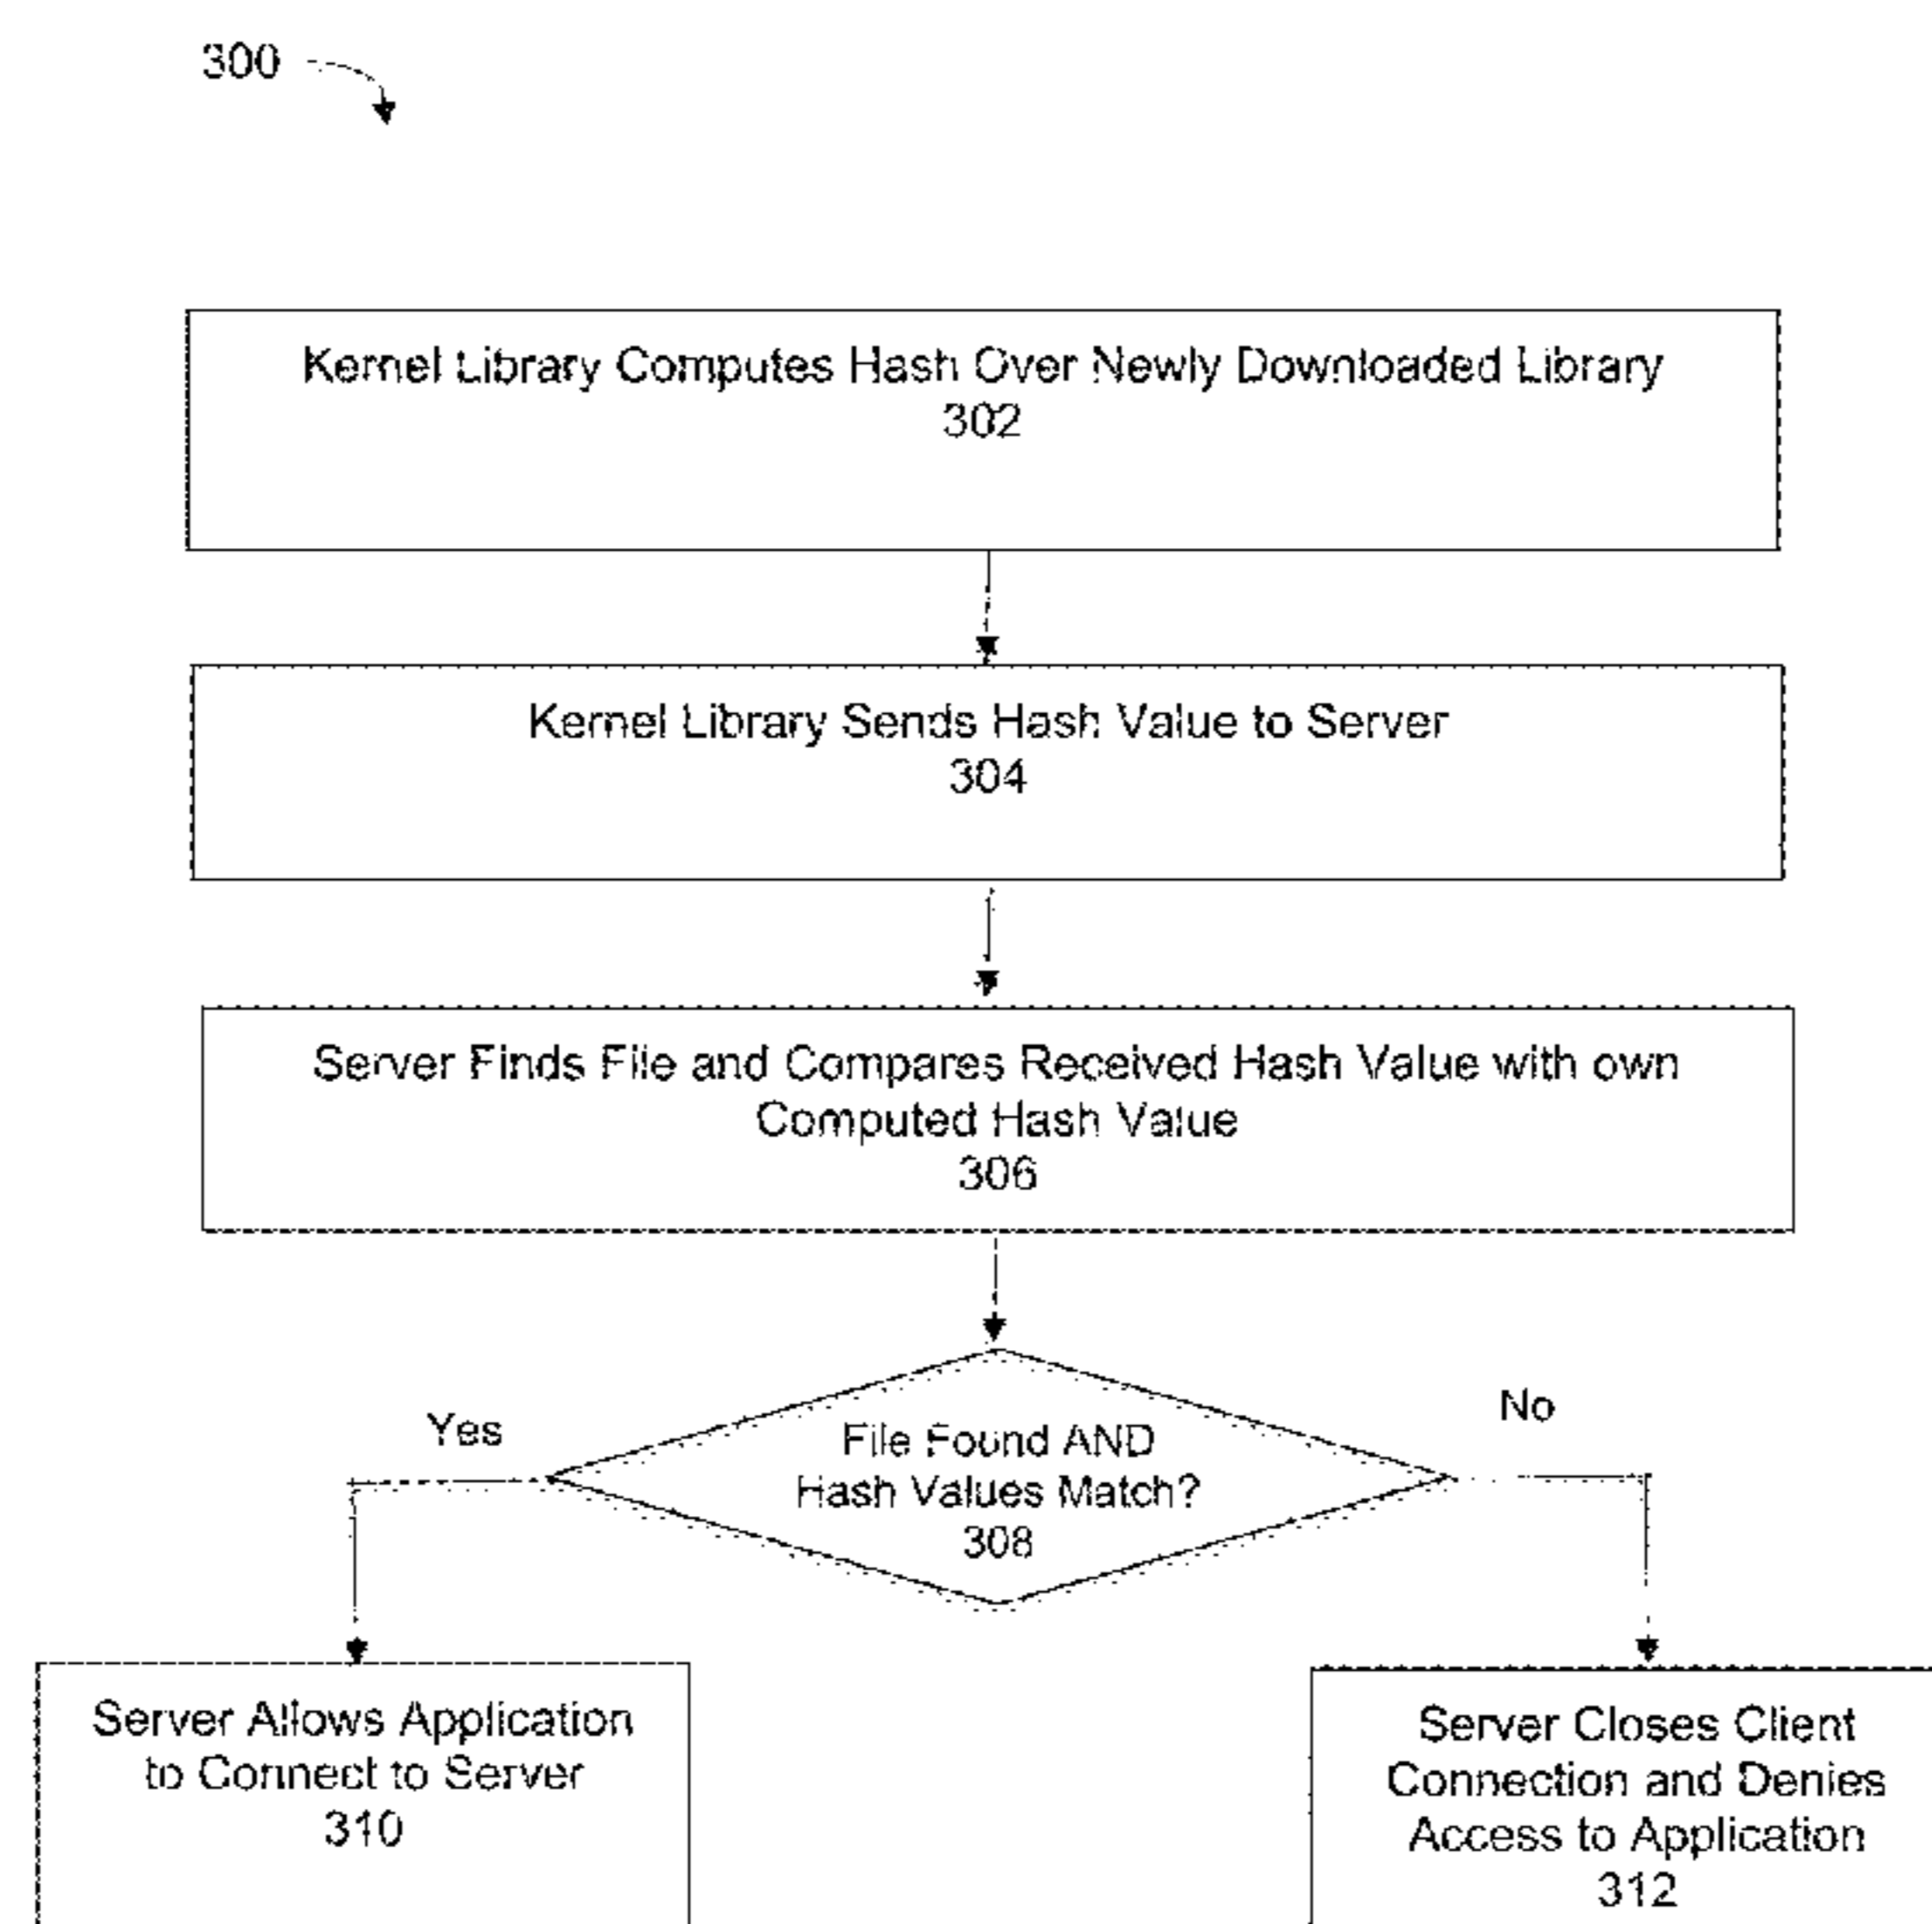 300
Kernel Library Computes Hash Over Newly Downloaded Library
302
Kernel Library Sends Hash Value to Server
304
Server Finds File and Compares Received Hash Value with own
Computed Hash Value
306
Yes
No
File Found AND
Hash Values Match?
308
Server Allows Application
to Connect to Server
310
Server Closes Client
Connection and Denies
Access to Application
312